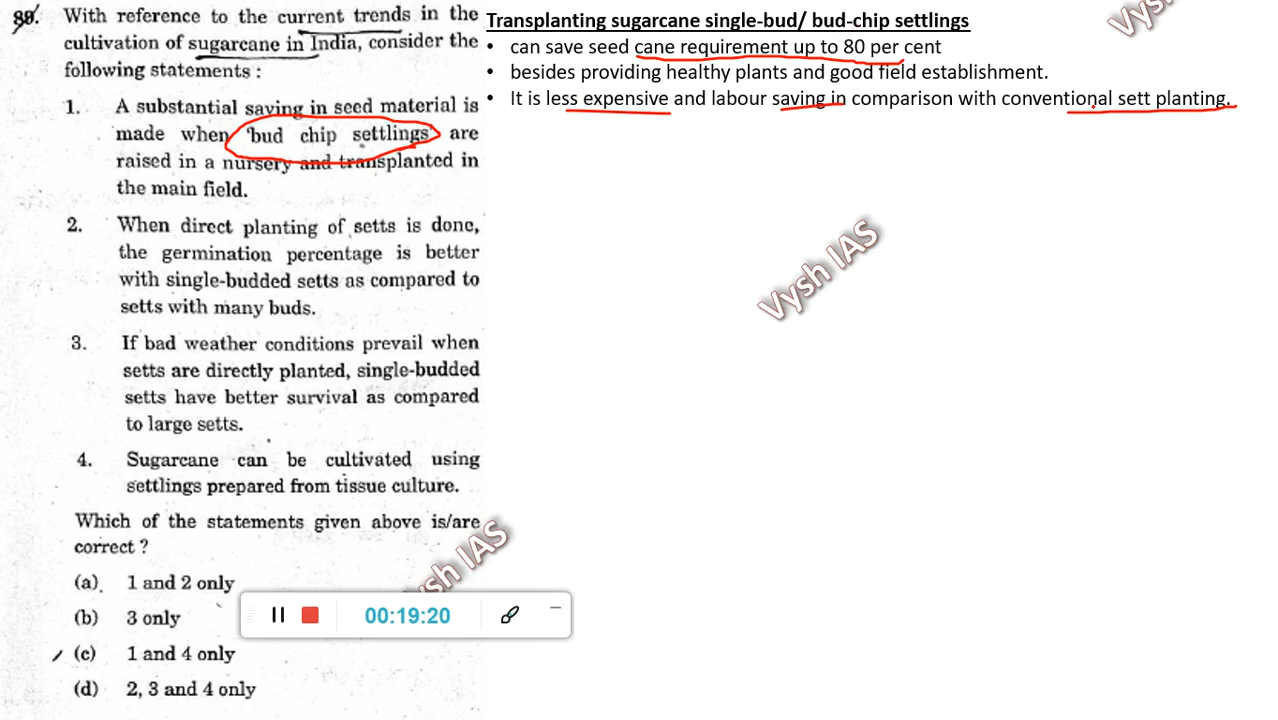 80.
With reference to the current trends in the
cultivation of sugarcane in India, consider the
following statements :
1. A substantial saving in seed material is
made when 'bud chip settlings' are
raised in a nursery and transplanted in
the main field.
2. When direct planting of setts is done,
the germination percentage is better
with single-budded setts as compared to
setts with many buds.
3. If bad weather conditions prevail when
setts are directly planted, single-budded
setts have better survival as compared
to large setts.
4. Sugarcane can be cultivated using
settlings prepared from tissue culture.
Which of the statements given above is/are
correct ?
(a) 1 and 2 only
(b) 3 only
(c) 1 and 4 only
(d) 2, 3 and 4 only
Transplanting sugarcane single-bud/ bud-chip settlings
• can save seed cane requirement up to 80 per cent
• besides providing healthy plants and good field establishment.
• It is less expensive and labour saving in comparison with conventional sett planting.
Vysh IAS
00:19:20